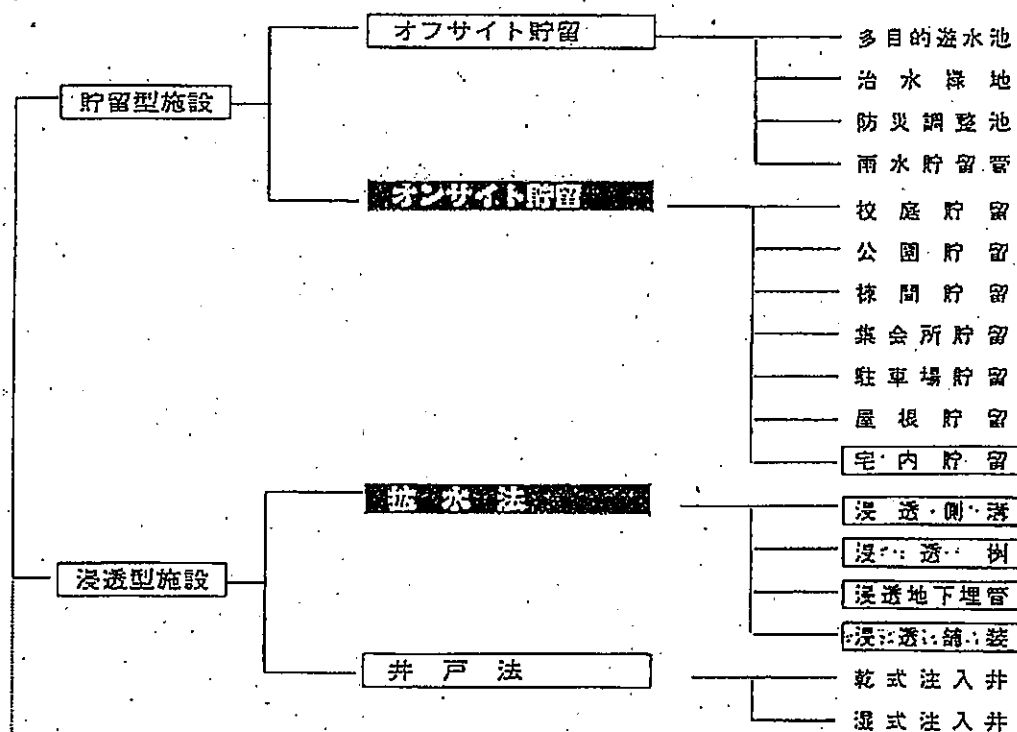 貯留型施設
オフサイト貯留
多目的遊水池
治水緑地
防災調整池
雨水貯留管
オンサイト貯留
校庭貯留
公園貯留
棟間貯留
集会所貯留
駐車場貯留
屋根貯留
宅内貯留
浸透型施設
拡水法
浸透側溝
浸透桝
浸透地下埋管
浸透舗装
井戸法
乾式注入井
湿式注入井